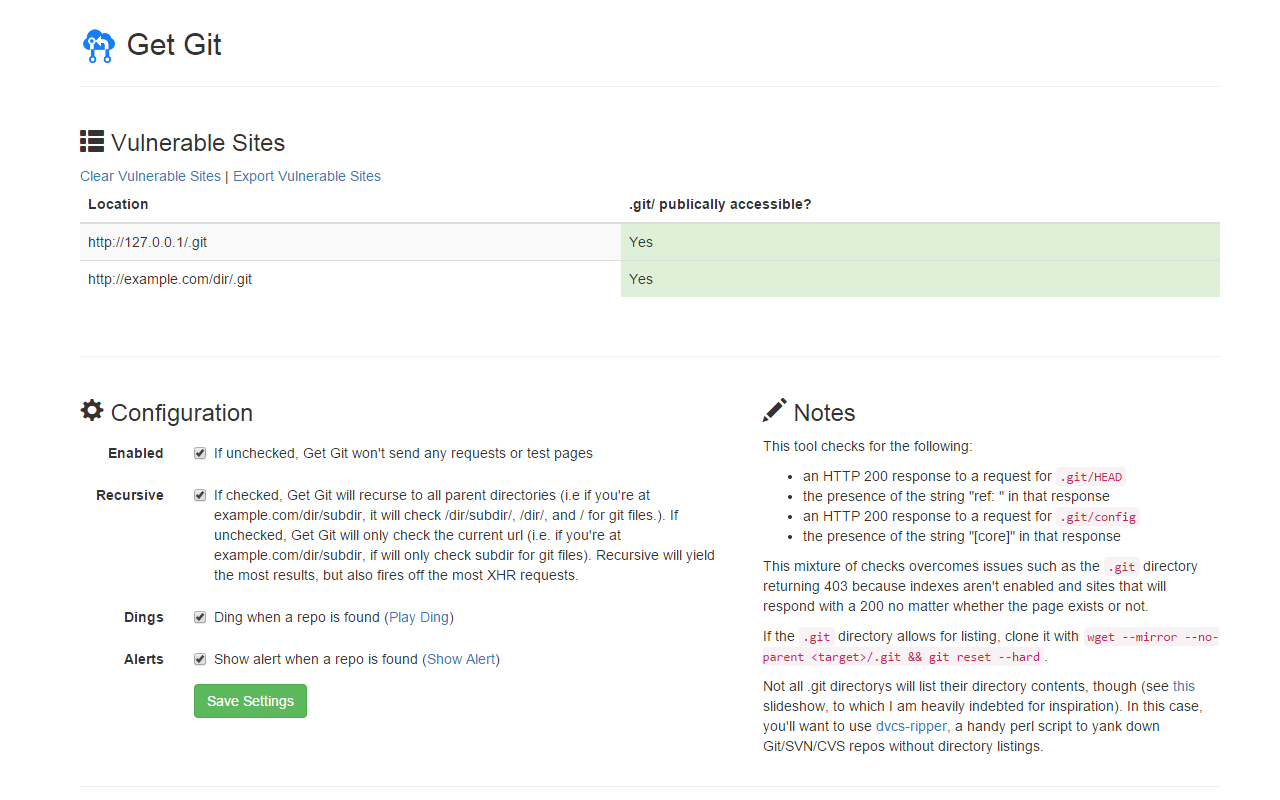 Get Git
Vulnerable Sites
Clear Vulnerable Sites | Export Vulnerable Sites
Location .git/ publically accessible?
http://127.0.0.1/.git Yes
http://example.com/dir/.git Yes
Configuration
Enabled If unchecked, Get Git won't send any requests or test pages
Recursive If checked, Get Git will recurse to all parent directories (i.e if you're at
example.com/dir/subdir, it will check /dir/subdir/, /dir/, and / for git files.). If
unchecked, Get Git will only check the current url (i.e. if you're at
example.com/dir/subdir, if will only check subdir for git files). Recursive will yield
the most results, but also fires off the most XHR requests.
Dings Ding when a repo is found (Play Ding)
Alerts Show alert when a repo is found (Show Alert)
Save Settings
Notes
This tool checks for the following:
• an HTTP 200 response to a request for .git/HEAD
• the presence of the string "ref: " in that response
• an HTTP 200 response to a request for .git/config
• the presence of the string "[core]" in that response
This mixture of checks overcomes issues such as the .git directory
returning 403 because indexes aren't enabled and sites that will
respond with a 200 no matter whether the page exists or not.
If the .git directory allows for listing, clone it with wget --mirror --no-
parent <target>/.git && git reset --hard .
Not all .git directorys will list their directory contents, though (see this
slideshow, to which I am heavily indebted for inspiration). In this case,
you'll want to use dvcs-ripper, a handy perl script to yank down
Git/SVN/CVS repos without directory listings.